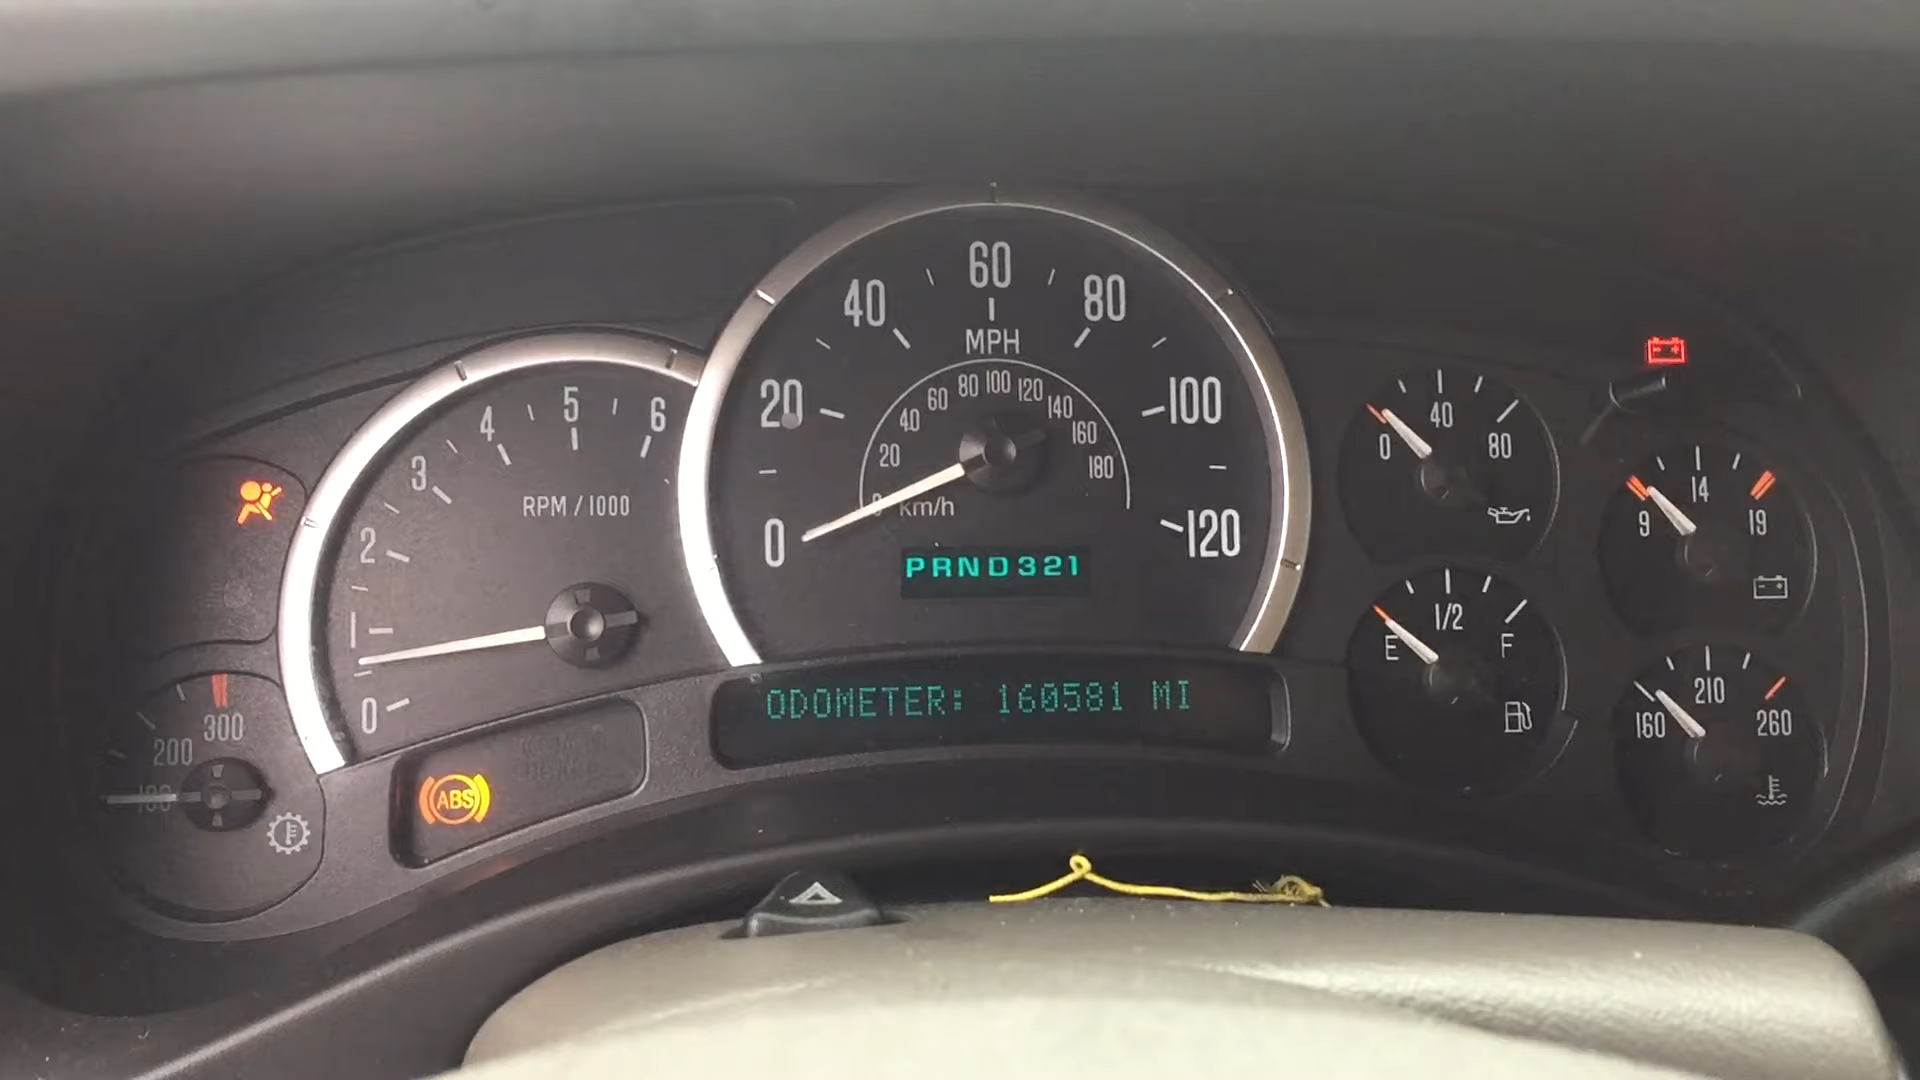 0 1 2 3 4 5 6
RPM / 1000
0 20 40 60 80 100 120
MPH
20 40 60 80 100 120 140 160 180
km/h
PRND321
ODOMETER: 160581 MI
100 200 300
ABS
0 40 80
9 14 19
E 1/2 F
160 210 260